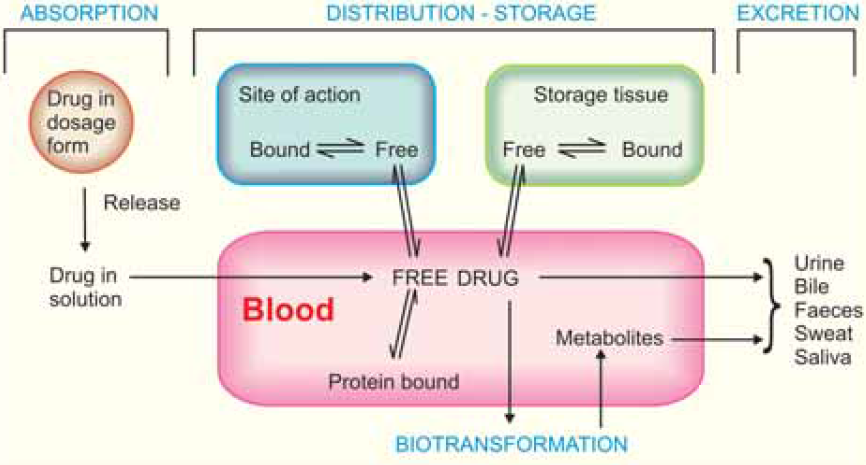 ABSORPTION
DISTRIBUTION - STORAGE
EXCRETION
Drug in
dosage
form
Release
Drug in
solution
Site of action
Bound
Free
Storage tissue
Free
Bound
FREE DRUG
Blood
Protein bound
Metabolites
BIOTRANSFORMATION
Urine
Bile
Faeces
Sweat
Saliva